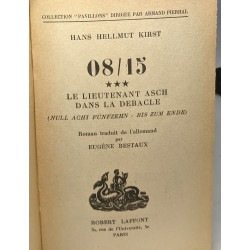 COLLECTION "PAVILLONS" DIRIGÉE PAR ARMAND PIERHAL
HANS HELLMUT KIRST
08/15
★★★
LE LIEUTENANT ASCH
DANS LA DEBACLE
(NULL ACHT FÜNFZEHN - BIS ZUM ENDE)
Roman traduit de l'allemand
par
EUGÈNE BESTAUX
ROBERT LAFFONT
30, rue de l'Université, 30
PARIS